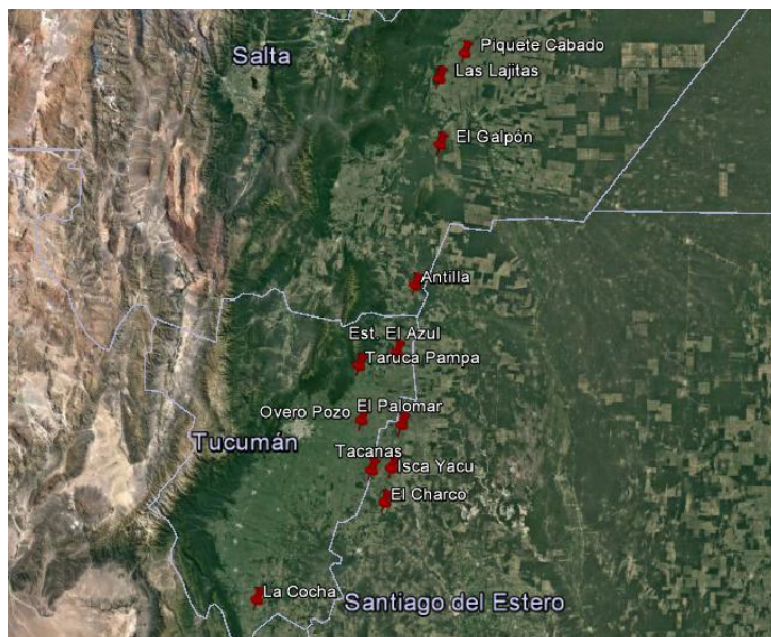 Piquete Cabado
Salta
Las Lajitas
El Galpón
Antilla
Est. El Azul
Taruca Pampa
Overo Pozo
El Palomar
Tucumán
Tacanas
Isca Yacu
El Charco
La Cocha
Santiago del Estero